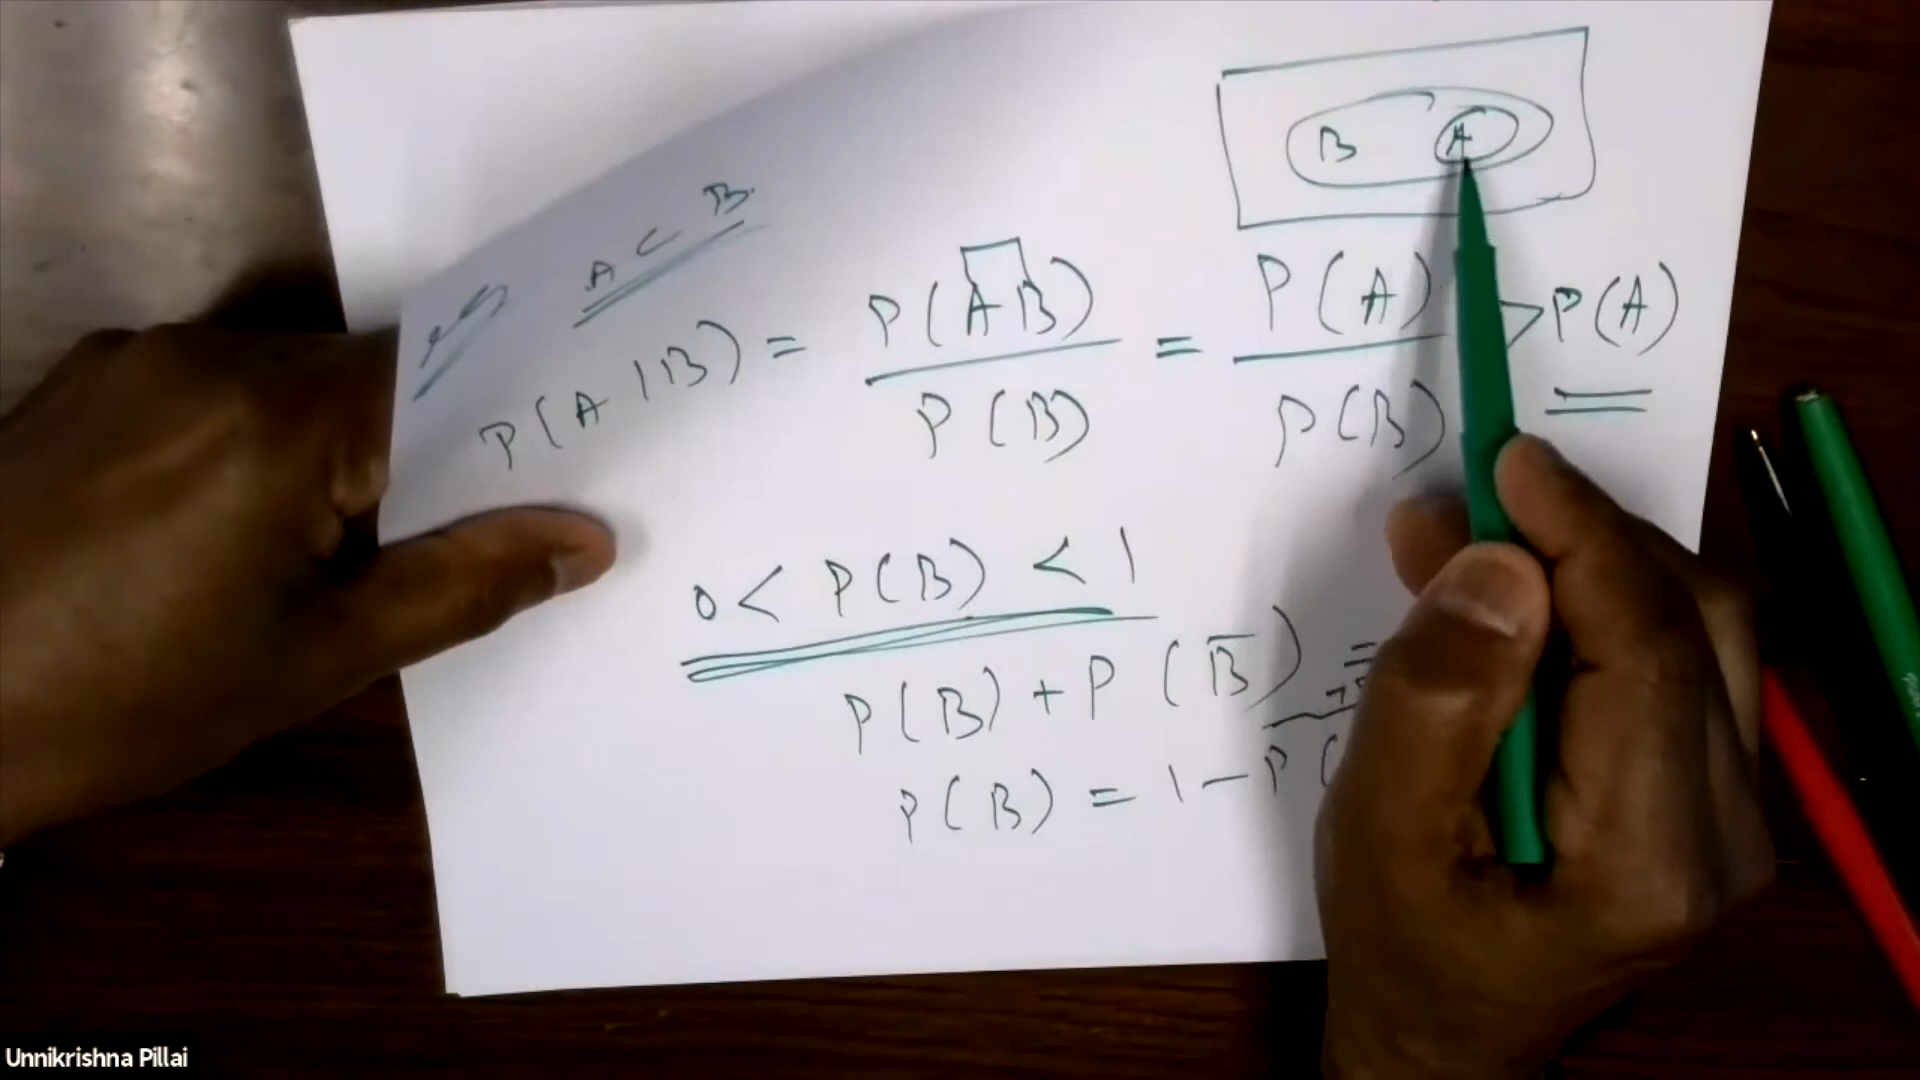 B A
A ⊂ B
P(A|B) = P(AB) / P(B) = P(A) / P(B) > P(A)
0 < P(B) < 1
P(B) + P(B̅) =
P(B) = 1 - P(
Unnikrishna Pillai